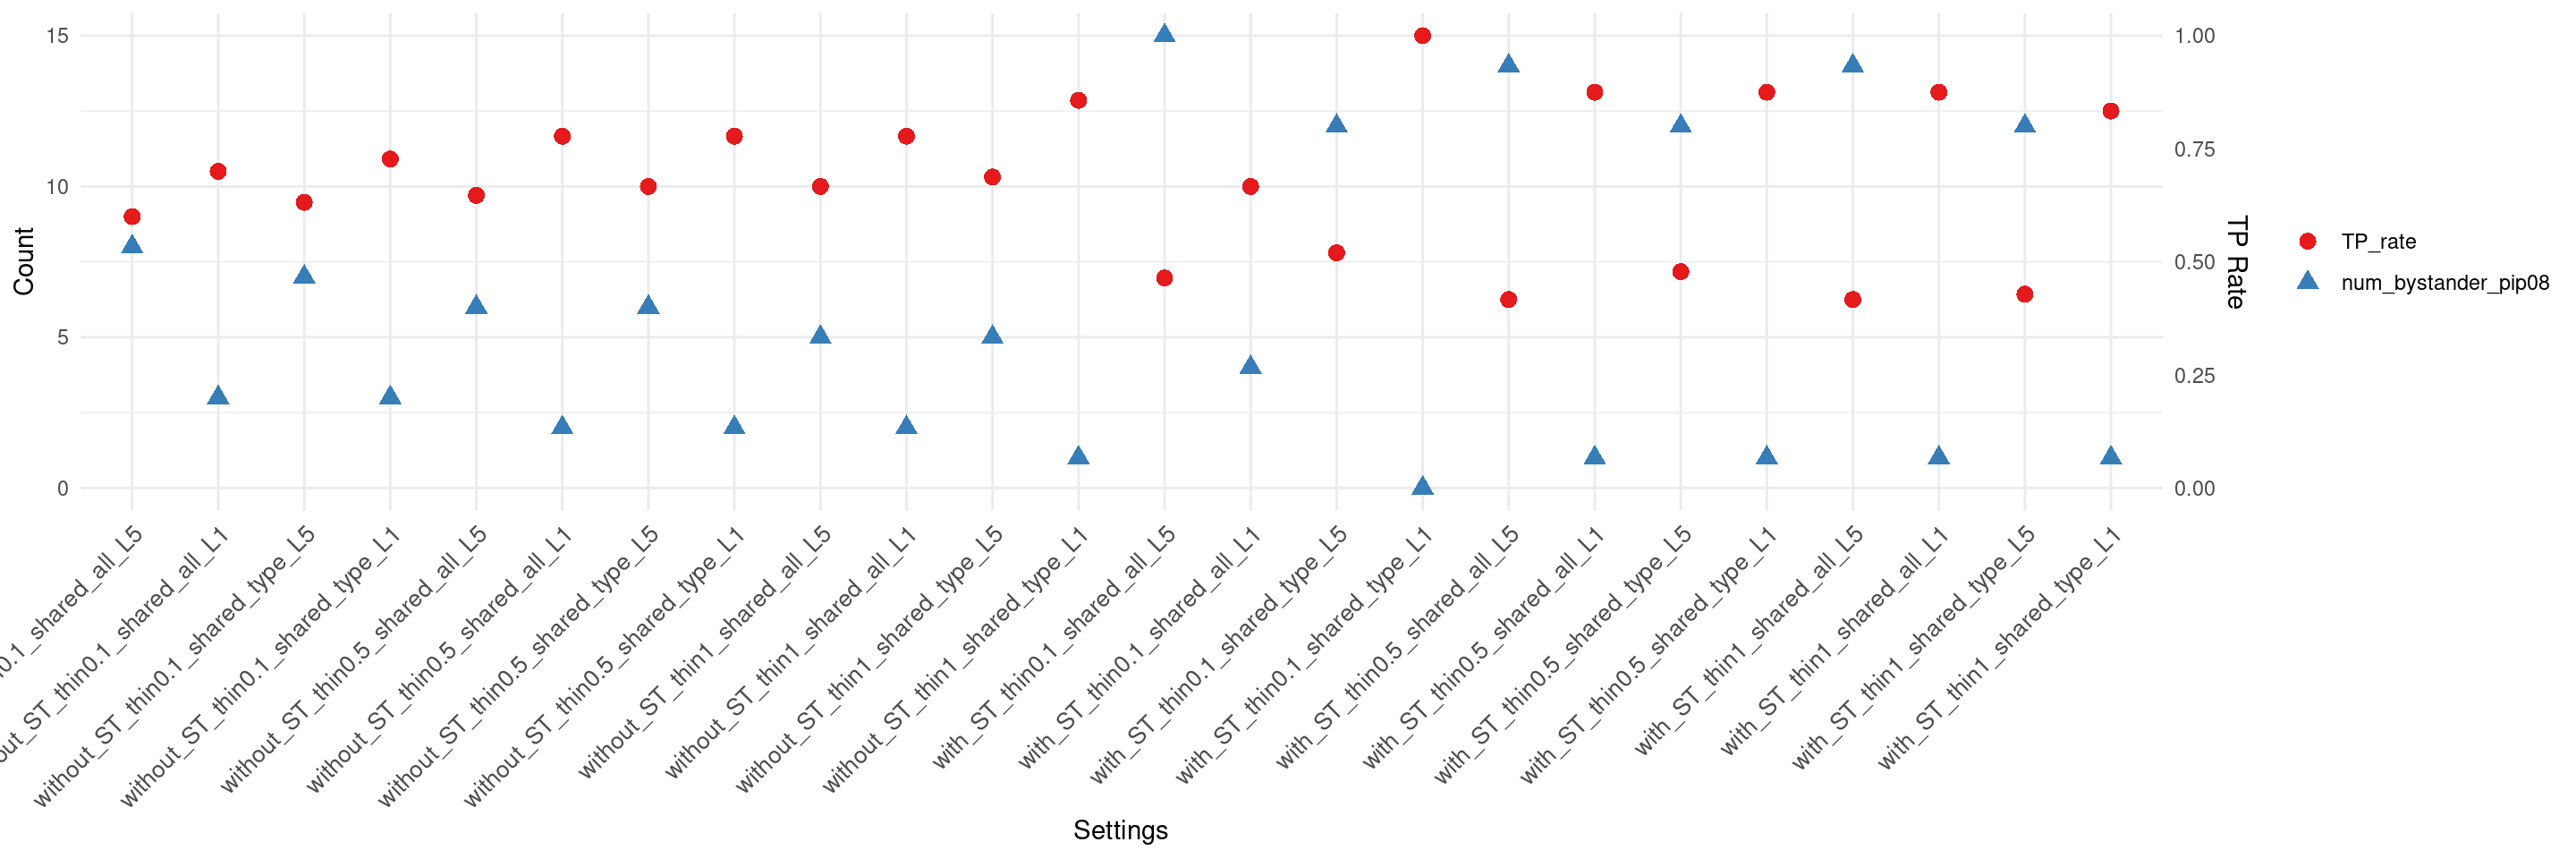 15
10
5
0
Count
1.00
0.75
0.50
0.25
0.00
TP Rate
TP_rate
num_bystander_pip08
0.1_shared_all_L5
out_ST_thin0.1_shared_all_L1
without_ST_thin0.1_shared_type_L5
without_ST_thin0.1_shared_type_L1
without_ST_thin0.5_shared_all_L5
without_ST_thin0.5_shared_all_L1
without_ST_thin0.5_shared_type_L5
without_ST_thin0.5_shared_type_L1
without_ST_thin1_shared_all_L5
without_ST_thin1_shared_all_L1
without_ST_thin1_shared_type_L5
without_ST_thin1_shared_type_L1
with_ST_thin0.1_shared_all_L5
with_ST_thin0.1_shared_all_L1
with_ST_thin0.1_shared_type_L5
with_ST_thin0.1_shared_type_L1
with_ST_thin0.5_shared_all_L5
with_ST_thin0.5_shared_all_L1
with_ST_thin0.5_shared_type_L5
with_ST_thin0.5_shared_type_L1
with_ST_thin1_shared_all_L5
with_ST_thin1_shared_all_L1
with_ST_thin1_shared_type_L5
with_ST_thin1_shared_type_L1
Settings